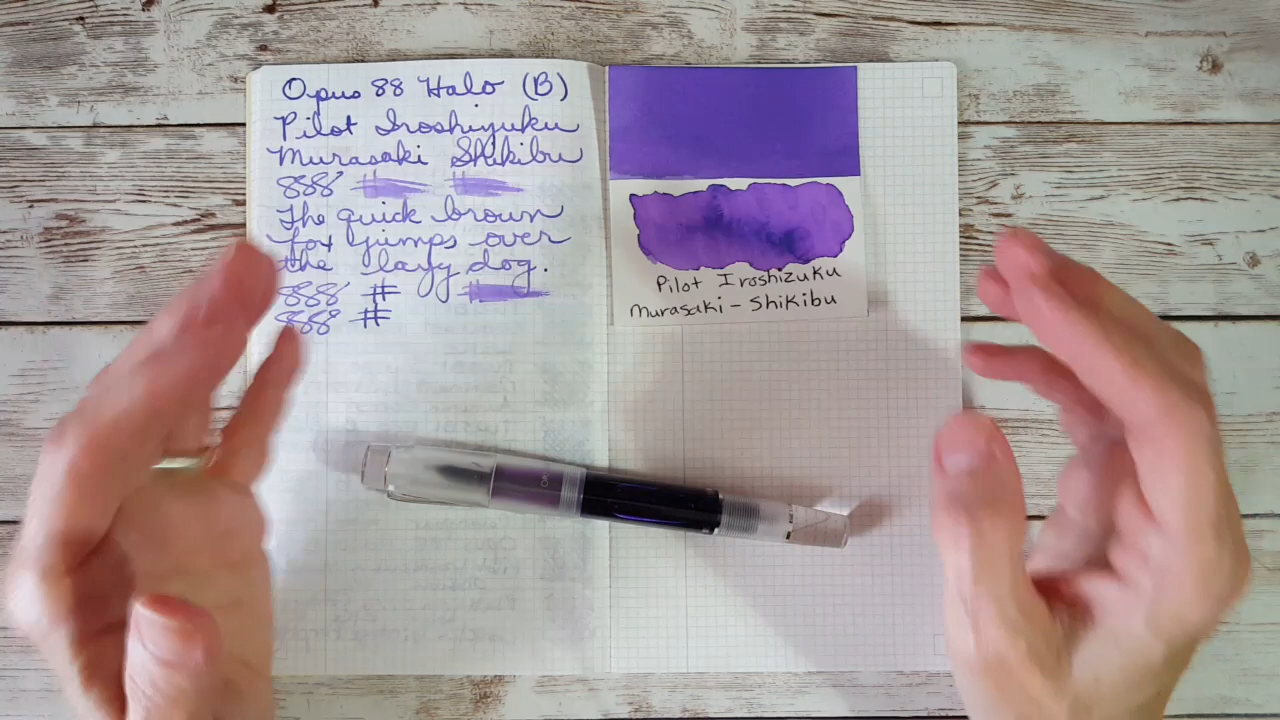 Opus 88 Halo (B)
Pilot Iroshizuku
Murasaki Shikibu
888 # #
The quick brown
fox jumps over
the lazy dog.
888 # #
888 #
Pilot Iroshizuku
Murasaki - Shikibu